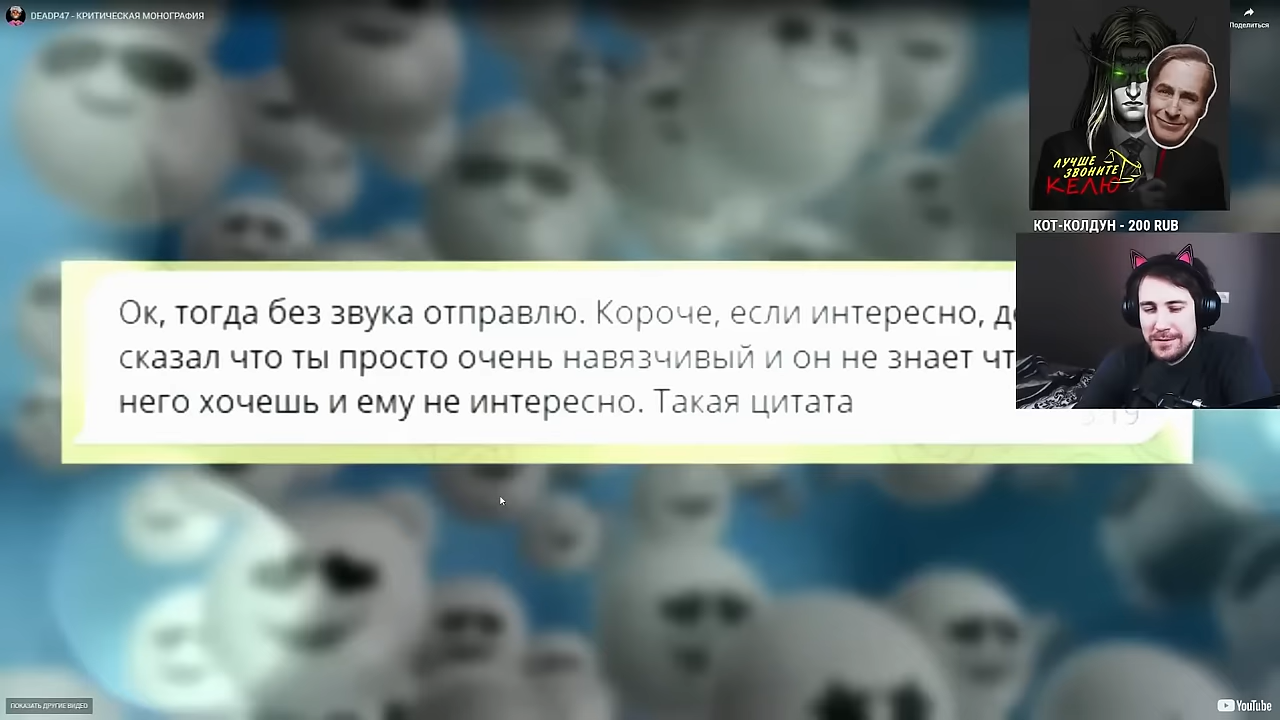 DEADP47 - КРИТИЧЕСКАЯ МОНОГРАФИЯ
Поделиться
ЛУЧШЕ
ЗВОНИТЕ
КЕЛЮ
КОТ-КОЛДУН - 200 RUB
Ок, тогда без звука отправлю. Короче, если интересно,
сказал что ты просто очень навязчивый и он не знает
него хочешь и ему не интересно. Такая цитата
ПОКАЗАТЬ ДРУГИЕ ВИДЕО
YouTube